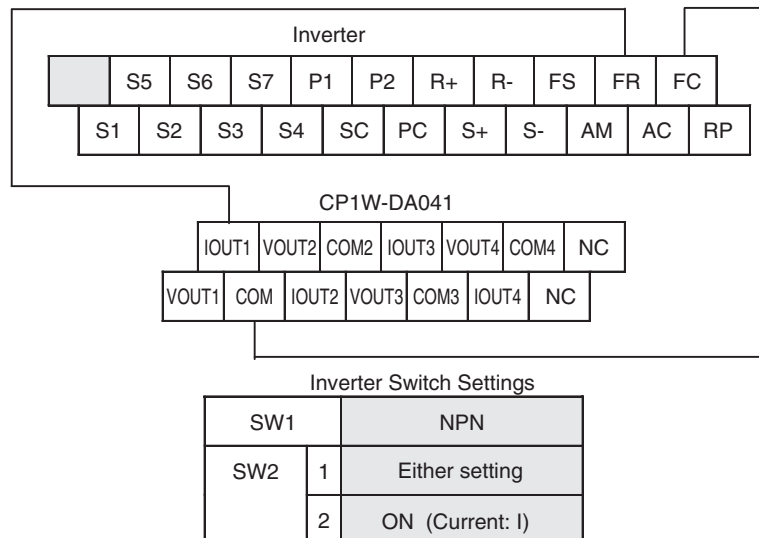 Inverter
S5 S6 S7 P1 P2 R+ R- FS FR FC
S1 S2 S3 S4 SC PC S+ S- AM AC RP
CP1W-DA041
IOUT1 VOUT2 COM2 IOUT3 VOUT4 COM4 NC
VOUT1 COM IOUT2 VOUT3 COM3 IOUT4 NC
Inverter Switch Settings
SW1 NPN
SW2 1 Either setting
2 ON (Current: I)